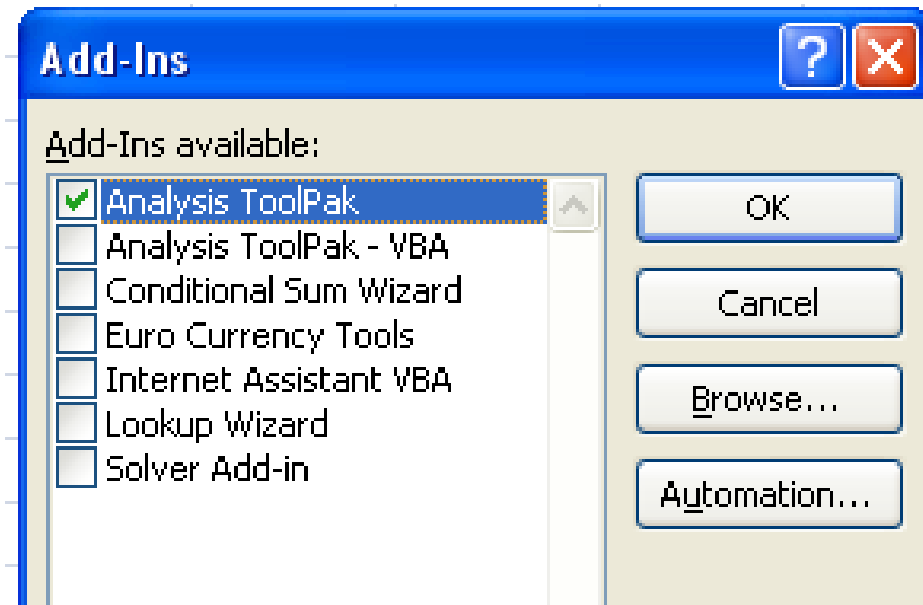 Add-Ins
Add-Ins available:
Analysis ToolPak
Analysis ToolPak - VBA
Conditional Sum Wizard
Euro Currency Tools
Internet Assistant VBA
Lookup Wizard
Solver Add-in
OK
Cancel
Browse...
Automation...